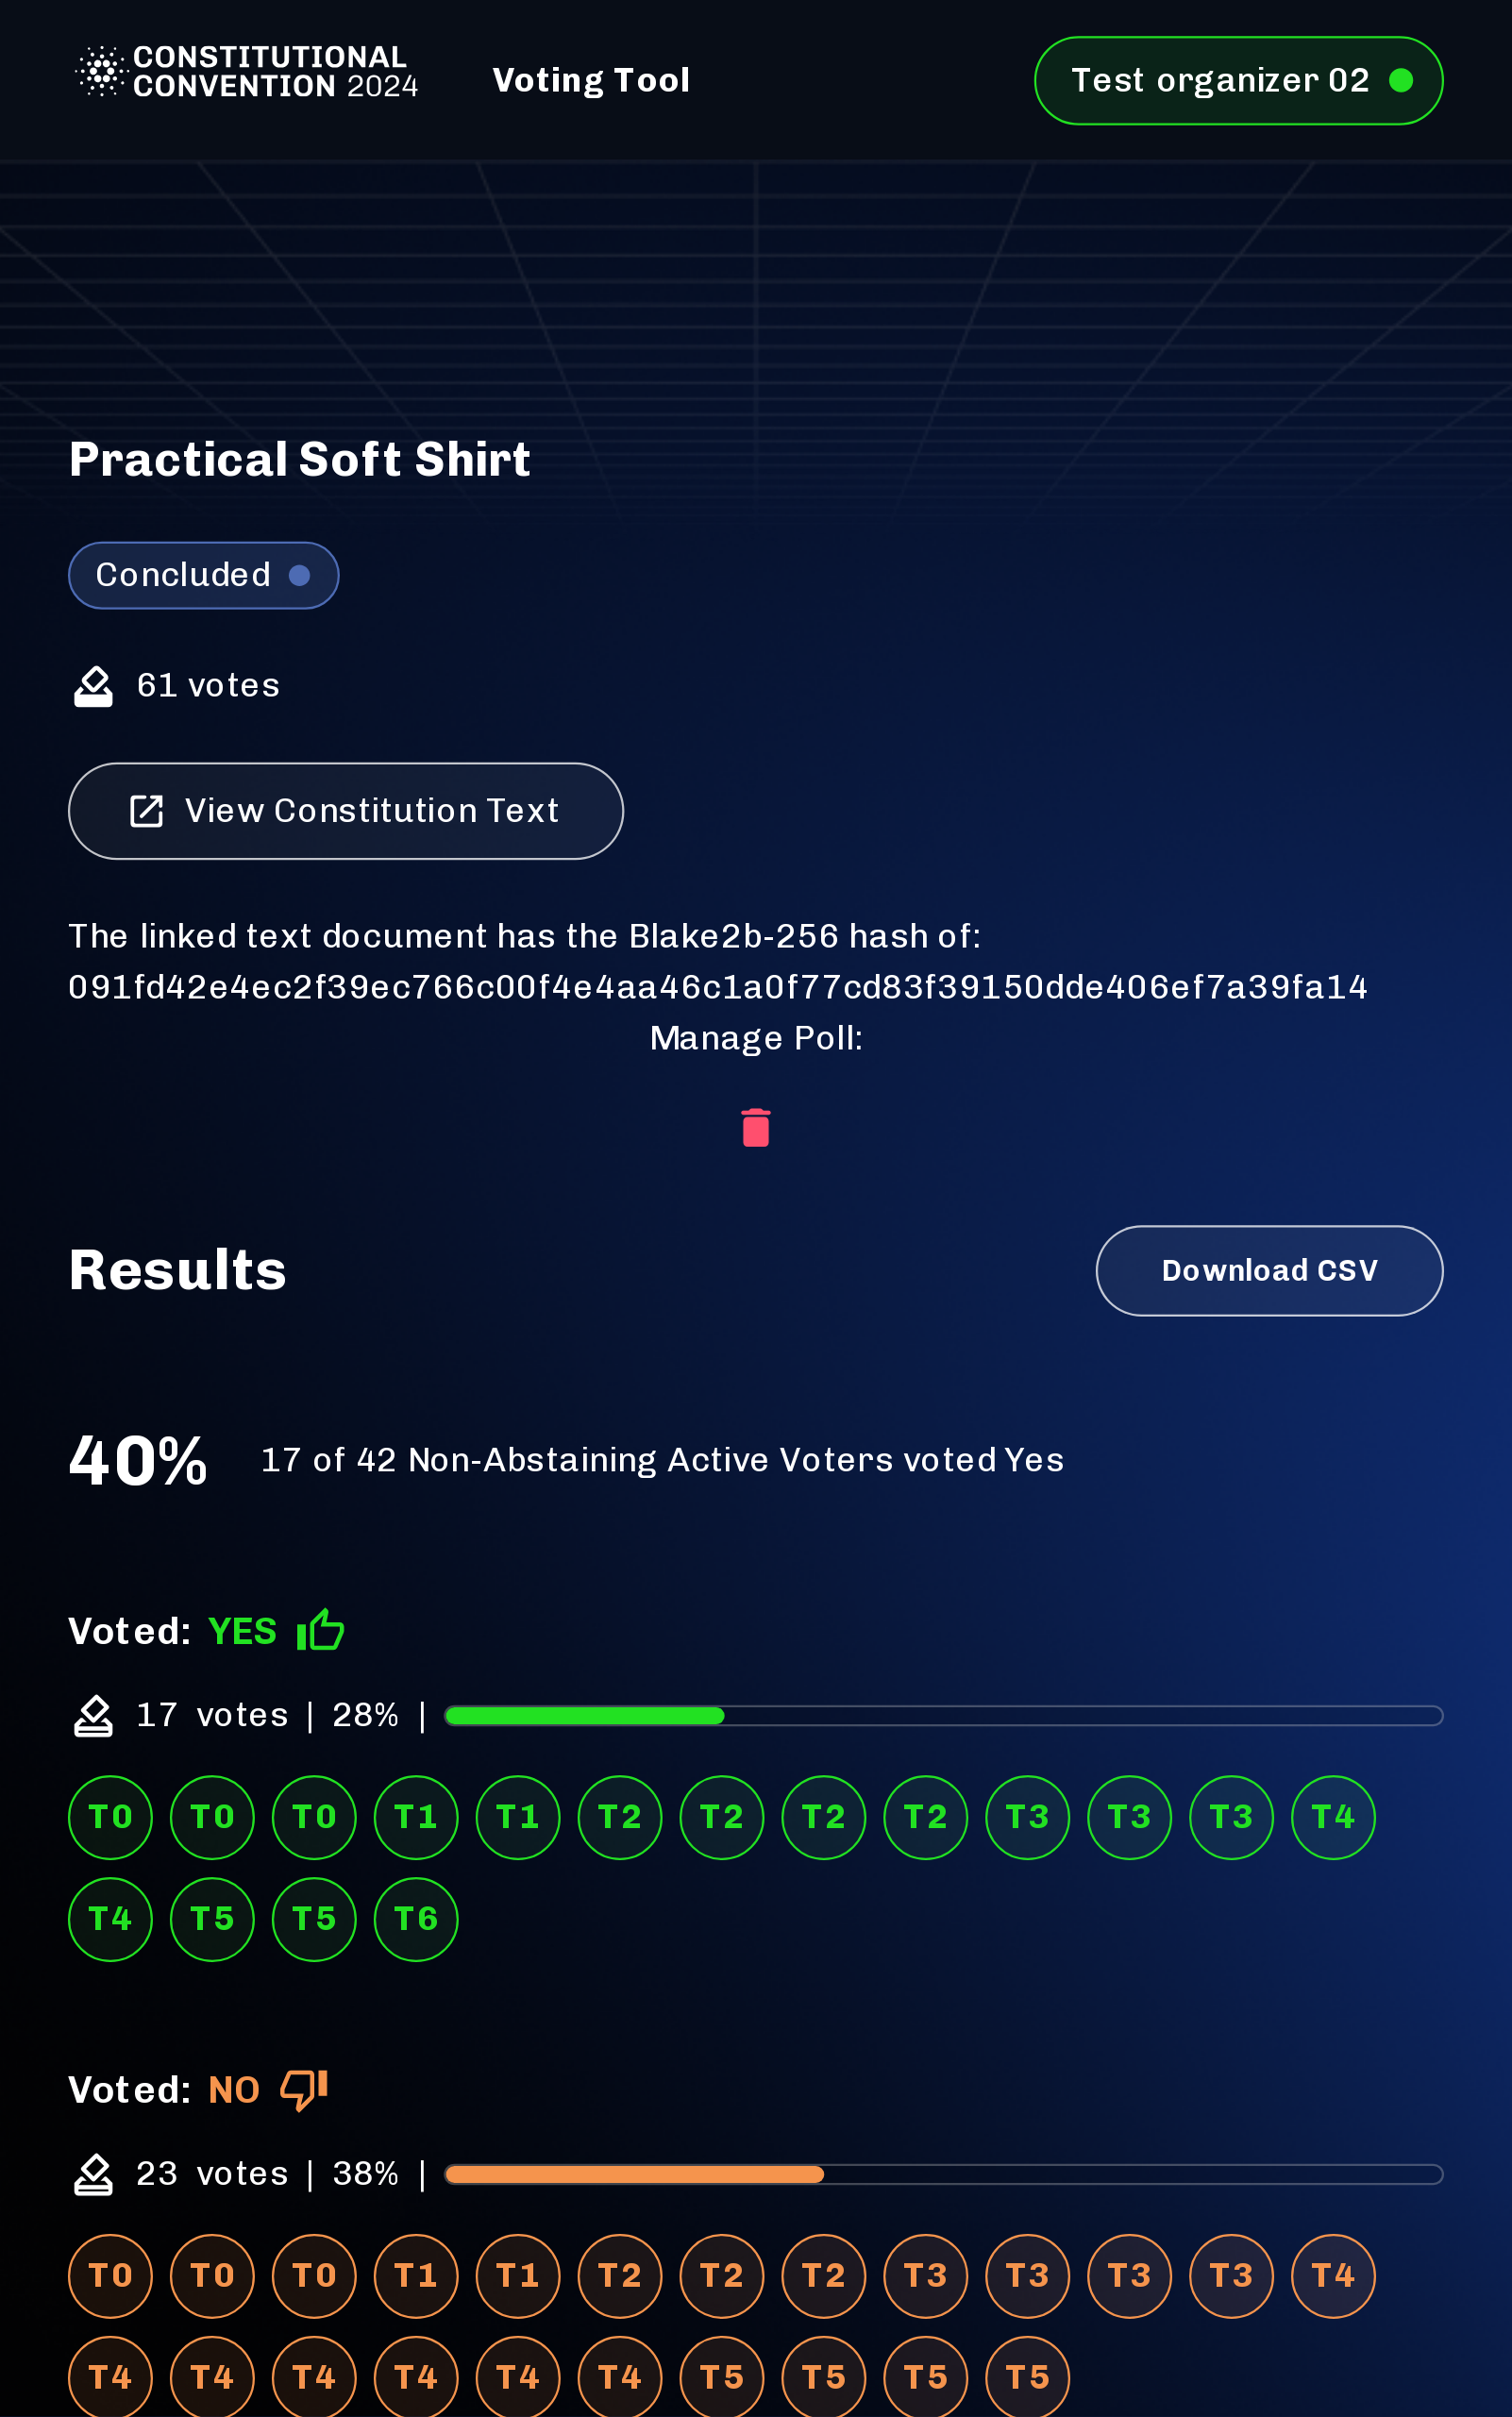 CONSTITUTIONAL
CONVENTION 2024
Voting Tool
Test organizer 02
Practical Soft Shirt
Concluded
61 votes
View Constitution Text
The linked text document has the Blake2b-256 hash of:
091fd42e4ec2f39ec766c00f4e4aa46c1a0f77cd83f39150dde406ef7a39fa14
Manage Poll:
Results
Download CSV
40%
17 of 42 Non-Abstaining Active Voters voted Yes
Voted: YES
17 votes | 28% |
T0 T0 T0 T1 T1 T2 T2 T2 T2 T3 T3 T3 T4
T4 T5 T5 T6
Voted: NO
23 votes | 38% |
T0 T0 T0 T1 T1 T2 T2 T2 T3 T3 T3 T3 T4
T4 T4 T4 T4 T4 T4 T5 T5 T5 T5